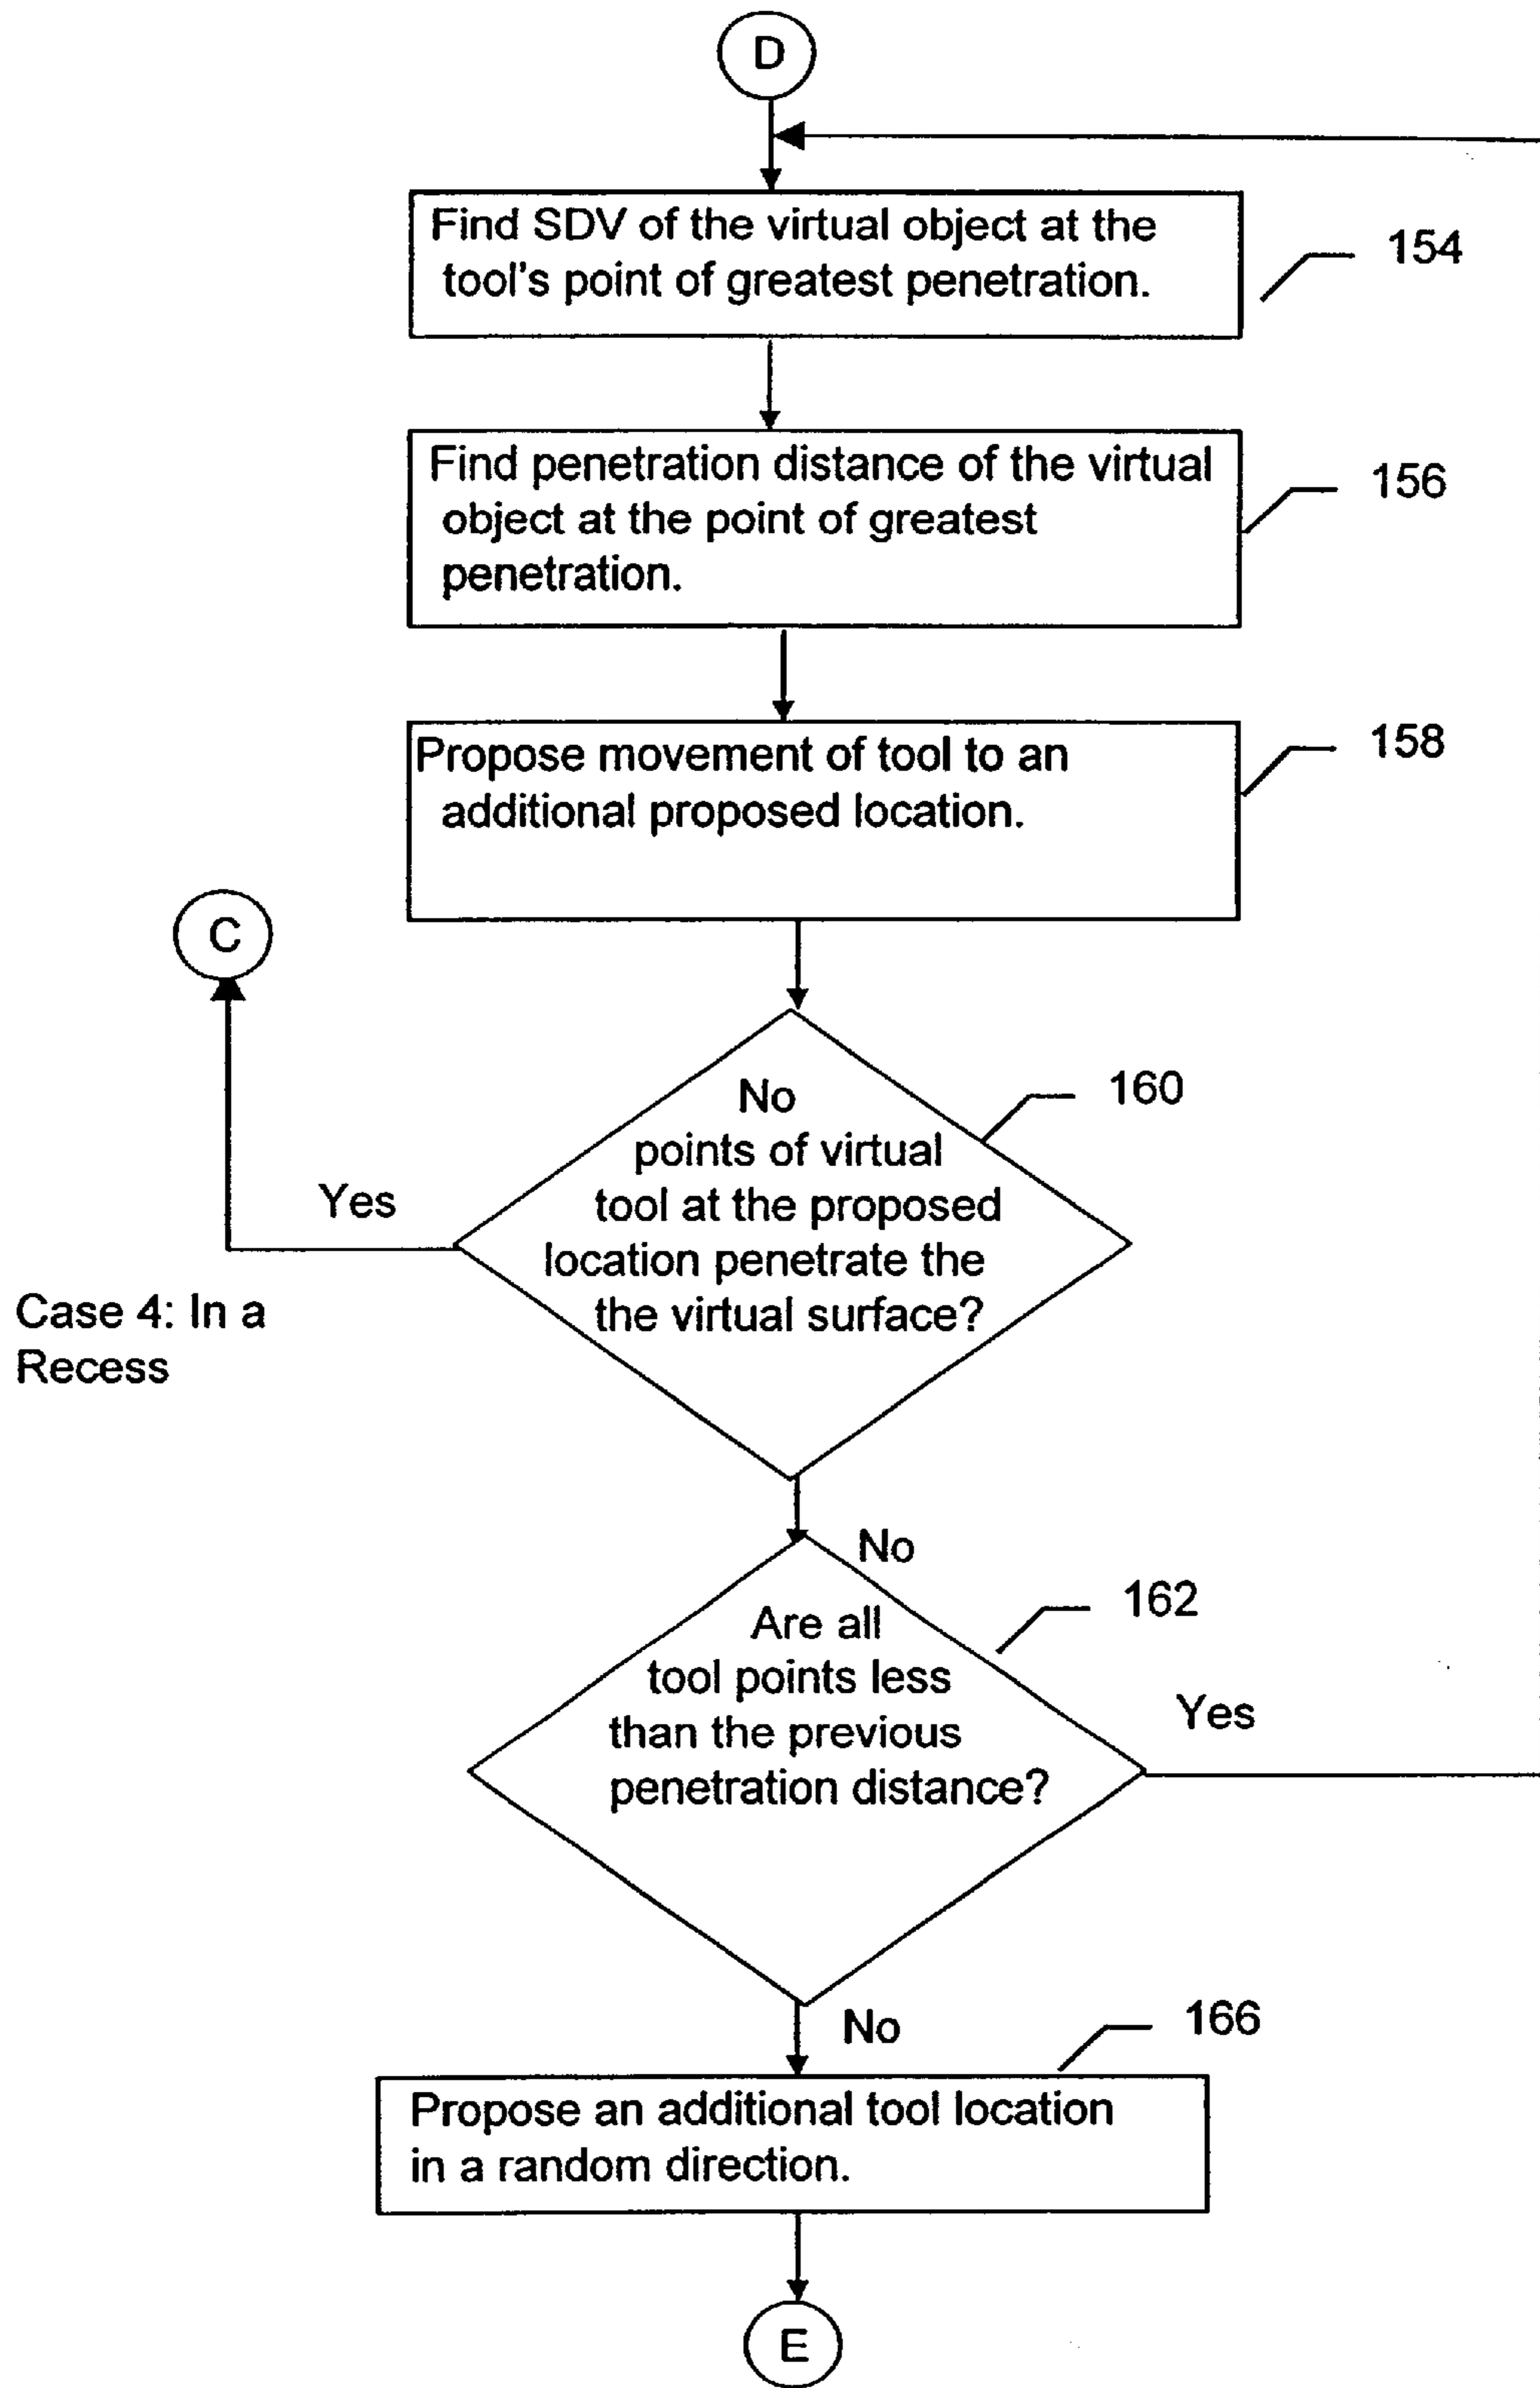 D
Find SDV of the virtual object at the
tool's point of greatest penetration.
154
Find penetration distance of the virtual
object at the point of greatest
penetration.
156
Propose movement of tool to an
additional proposed location.
158
C
No
points of virtual
tool at the proposed
location penetrate the
the virtual surface?
160
Yes
Case 4: In a
Recess
No
Are all
tool points less
than the previous
penetration distance?
162
Yes
No
166
Propose an additional tool location
in a random direction.
E